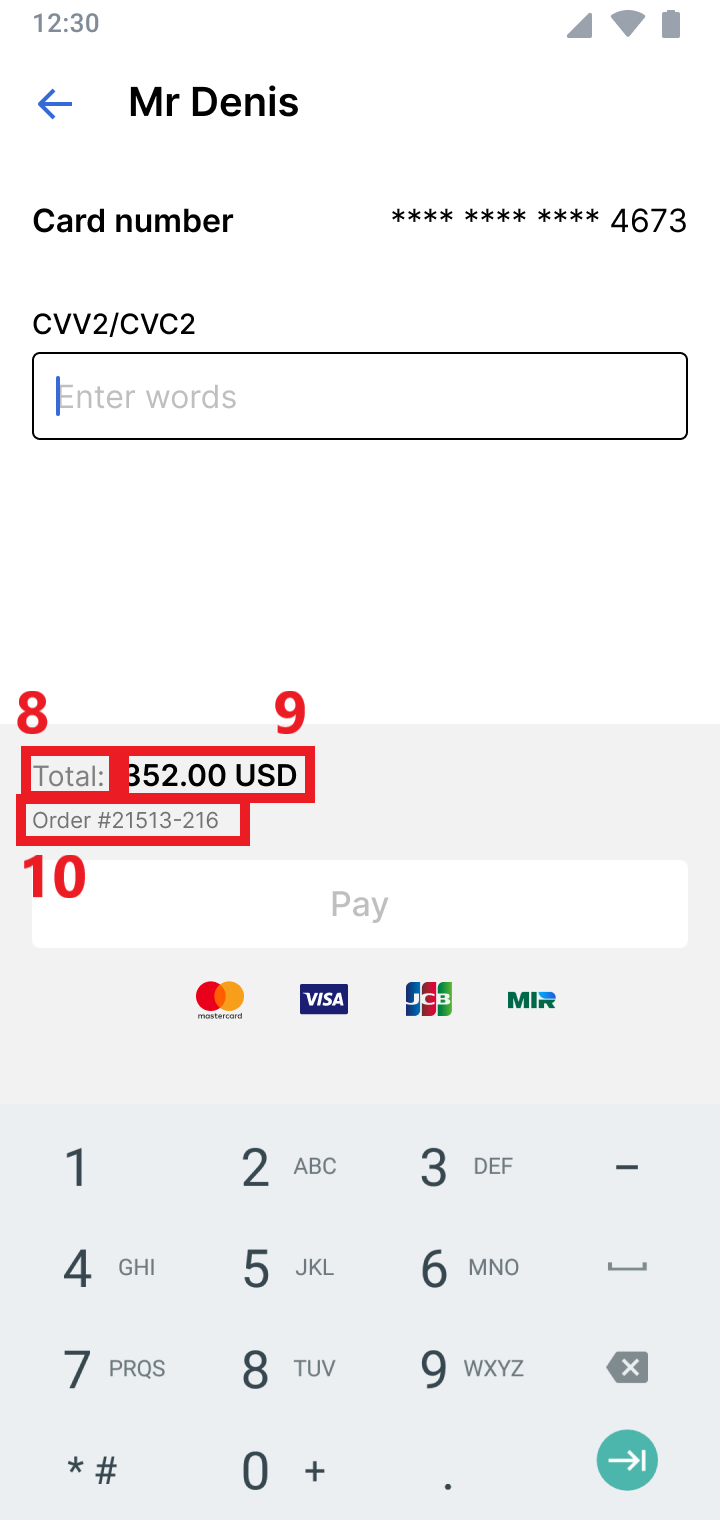 12:30
Mr Denis
Card number **** **** **** 4673
CVV2/CVC2
Enter words
8 9
Total: 352.00 USD
Order #21513-216
10
Pay
mastercard VISA JCB MIR
1 2 ABC 3 DEF –
4 GHI 5 JKL 6 MNO
7 PRQS 8 TUV 9 WXYZ
* # 0 + .